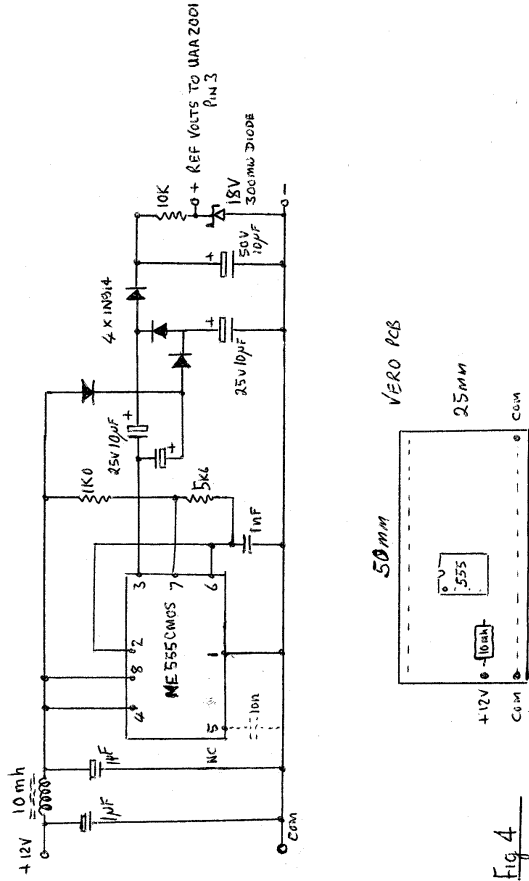 +12V
10mh
1µF
1µF
COM
4
8
2
NE 555 CMOS
3
7
6
5
1
NC
10n
1K0
5K6
1nF
25V 10µF
25V 10µF
4 X 1N914
10K
+ REF VOLTS TO UAA2001
PIN 3
18V
300MW DIODE
50V
10µF
-
50mm
VERO PCB
25mm
555
10mh
+12V
COM
COM
Fig 4